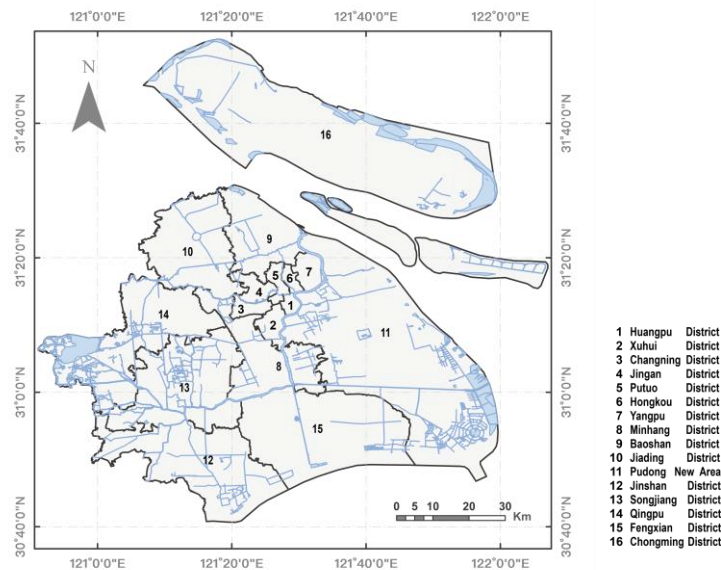 121°0'0"E 121°20'0"E 121°40'0"E 122°0'0"E
N
31°40'0"N 31°40'0"N
16
31°20'0"N 31°20'0"N
10
9
5 6 7
4
3 1
14 2
11
8
31°0'0"N 31°0'0"N
13
15
12
0 5 10 20 30
Km
30°40'0"N 30°40'0"N
121°0'0"E 121°20'0"E 121°40'0"E 122°0'0"E
1 Huangpu District
2 Xuhui District
3 Changning District
4 Jingan District
5 Putuo District
6 Hongkou District
7 Yangpu District
8 Minhang District
9 Baoshan District
10 Jiading District
11 Pudong New Area
12 Jinshan District
13 Songjiang District
14 Qingpu District
15 Fengxian District
16 Chongming District